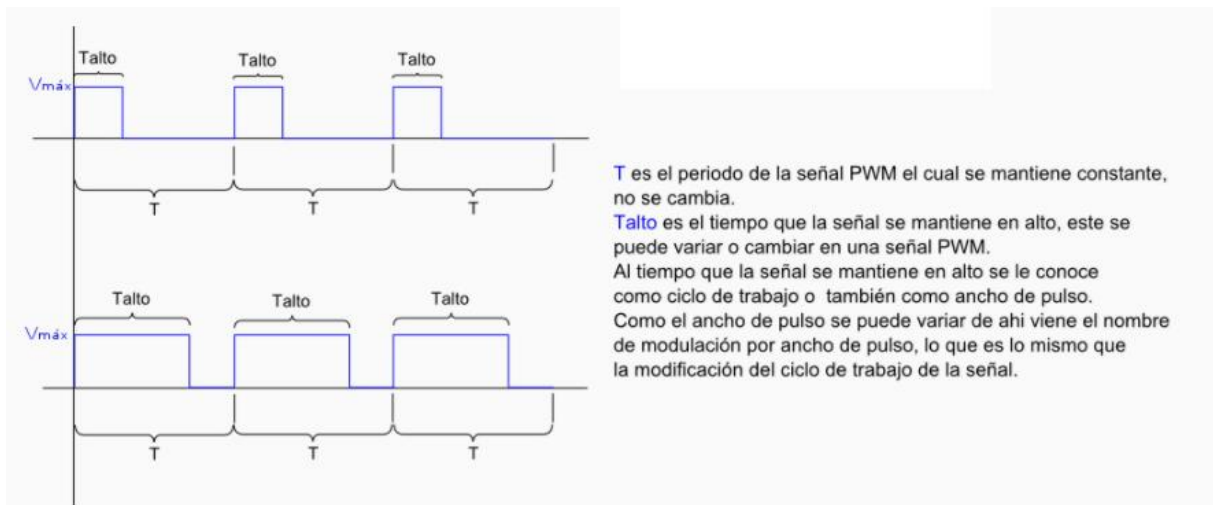 Talto
Talto
Talto
Vmáx
T
T
T
T es el periodo de la señal PWM el cual se mantiene constante,
no se cambia.
Talto es el tiempo que la señal se mantiene en alto, este se
puede variar o cambiar en una señal PWM.
Al tiempo que la señal se mantiene en alto se le conoce
como ciclo de trabajo o también como ancho de pulso.
Como el ancho de pulso se puede variar de ahi viene el nombre
de modulación por ancho de pulso, lo que es lo mismo que
la modificación del ciclo de trabajo de la señal.
Talto
Talto
Talto
Vmáx
T
T
T